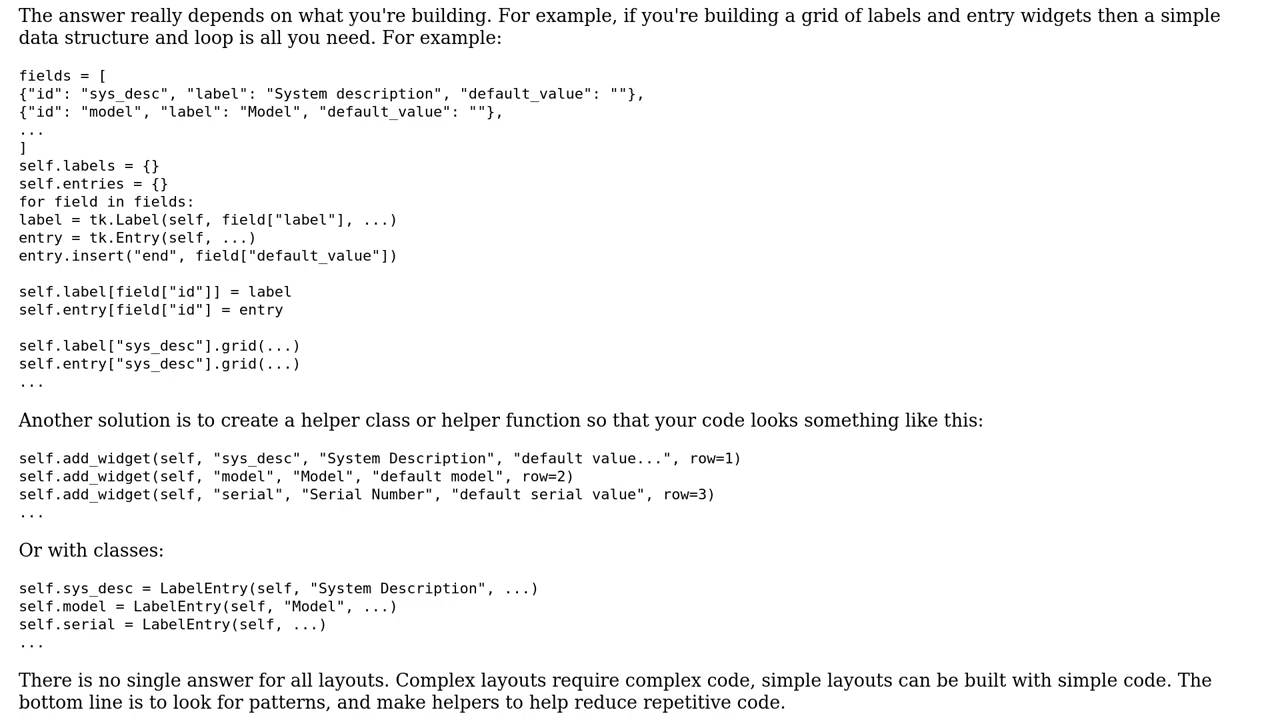 The answer really depends on what you're building. For example, if you're building a grid of labels and entry widgets then a simple
data structure and loop is all you need. For example:
fields = [
{"id": "sys_desc", "label": "System description", "default_value": ""},
{"id": "model", "label": "Model", "default_value": ""},
...
]
self.labels = {}
self.entries = {}
for field in fields:
label = tk.Label(self, field["label"], ...)
entry = tk.Entry(self, ...)
entry.insert("end", field["default_value"])
self.label[field["id"]] = label
self.entry[field["id"] = entry
self.label["sys_desc"].grid(...)
self.entry["sys_desc"].grid(...)
...
Another solution is to create a helper class or helper function so that your code looks something like this:
self.add_widget(self, "sys_desc", "System Description", "default value...", row=1)
self.add_widget(self, "model", "Model", "default model", row=2)
self.add_widget(self, "serial", "Serial Number", "default serial value", row=3)
...
Or with classes:
self.sys_desc = LabelEntry(self, "System Description", ...)
self.model = LabelEntry(self, "Model", ...)
self.serial = LabelEntry(self, ...)
...
There is no single answer for all layouts. Complex layouts require complex code, simple layouts can be built with simple code. The
bottom line is to look for patterns, and make helpers to help reduce repetitive code.